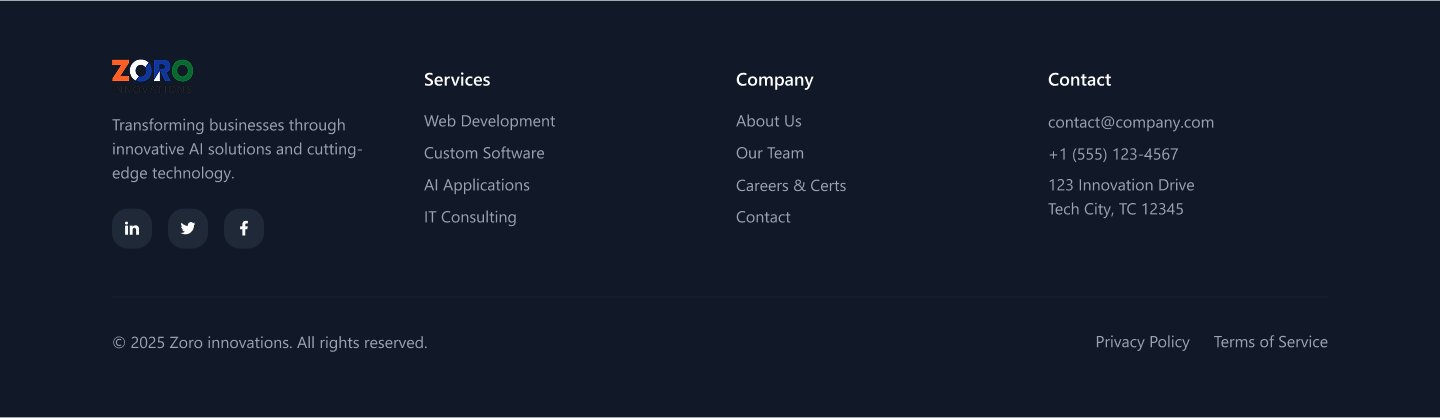 ZORO
INNOVATIONS
Transforming businesses through
innovative AI solutions and cutting-
edge technology.
Services
Web Development
Custom Software
AI Applications
IT Consulting
Company
About Us
Our Team
Careers & Certs
Contact
Contact
contact@company.com
+1 (555) 123-4567
123 Innovation Drive
Tech City, TC 12345
© 2025 Zoro innovations. All rights reserved.
Privacy Policy
Terms of Service